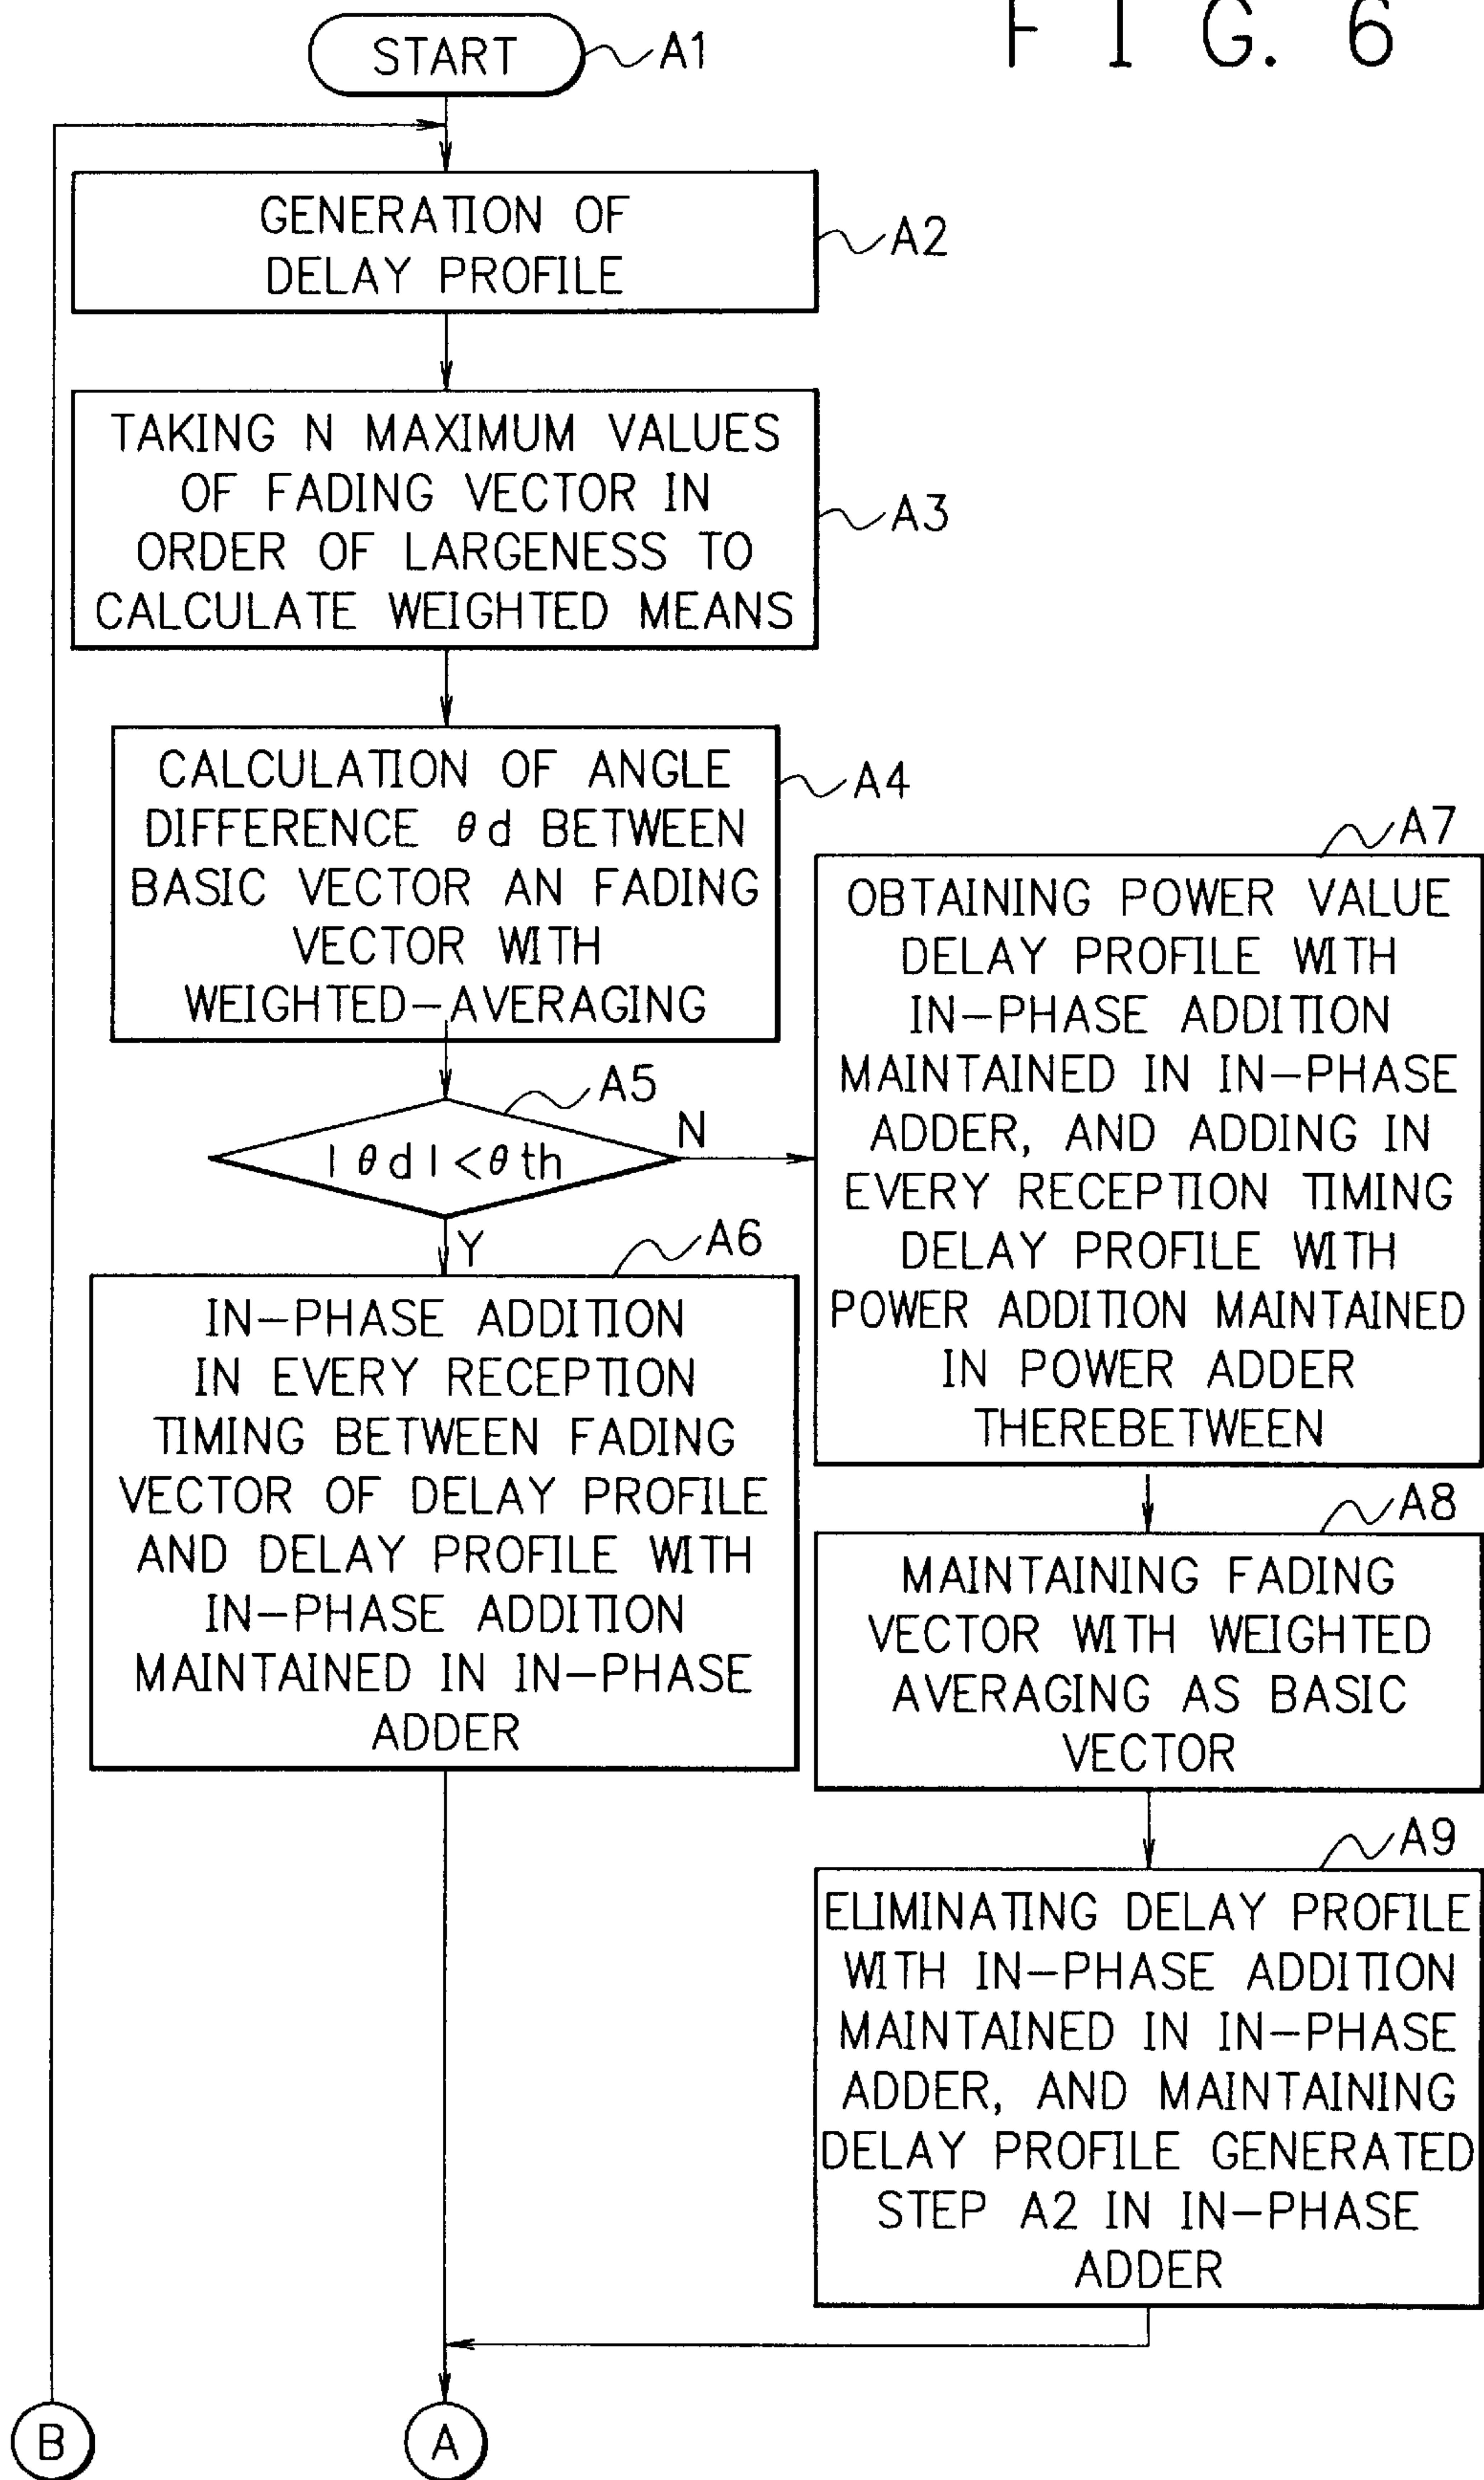 F I G. 6
START
A1
GENERATION OF
DELAY PROFILE
A2
TAKING N MAXIMUM VALUES
OF FADING VECTOR IN
ORDER OF LARGENESS TO
CALCULATE WEIGHTED MEANS
A3
CALCULATION OF ANGLE
DIFFERENCE θd BETWEEN
BASIC VECTOR AN FADING
VECTOR WITH
WEIGHTED-AVERAGING
A4
A5
|θd|<θth
N
Y
A6
IN-PHASE ADDITION
IN EVERY RECEPTION
TIMING BETWEEN FADING
VECTOR OF DELAY PROFILE
AND DELAY PROFILE WITH
IN-PHASE ADDITION
MAINTAINED IN IN-PHASE
ADDER
A7
OBTAINING POWER VALUE
DELAY PROFILE WITH
IN-PHASE ADDITION
MAINTAINED IN IN-PHASE
ADDER, AND ADDING IN
EVERY RECEPTION TIMING
DELAY PROFILE WITH
POWER ADDITION MAINTAINED
IN POWER ADDER
THEREBETWEEN
A8
MAINTAINING FADING
VECTOR WITH WEIGHTED
AVERAGING AS BASIC
VECTOR
A9
ELIMINATING DELAY PROFILE
WITH IN-PHASE ADDITION
MAINTAINED IN IN-PHASE
ADDER, AND MAINTAINING
DELAY PROFILE GENERATED
STEP A2 IN IN-PHASE
ADDER
B
A